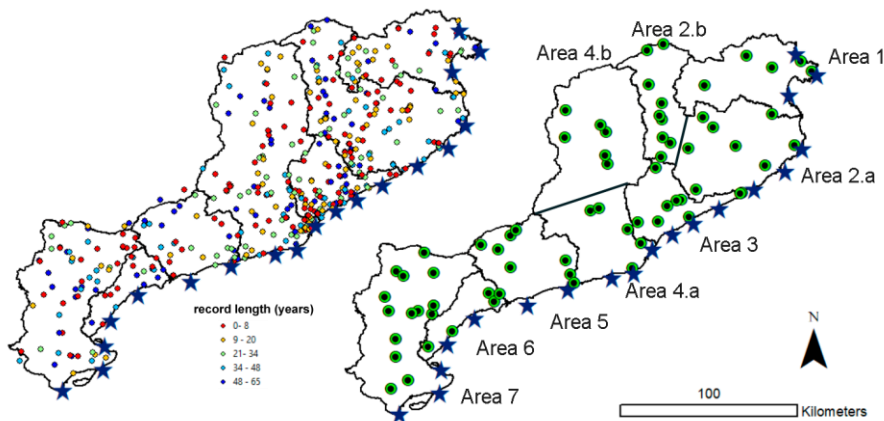 Area 2.b
Area 4.b
Area 1
Area 2.a
Area 3
Area 4.a
record length (years)
0- 8
9 - 20
21- 34
34 - 48
48 - 65
Area 5
Area 6
Area 7
N
100
Kilometers